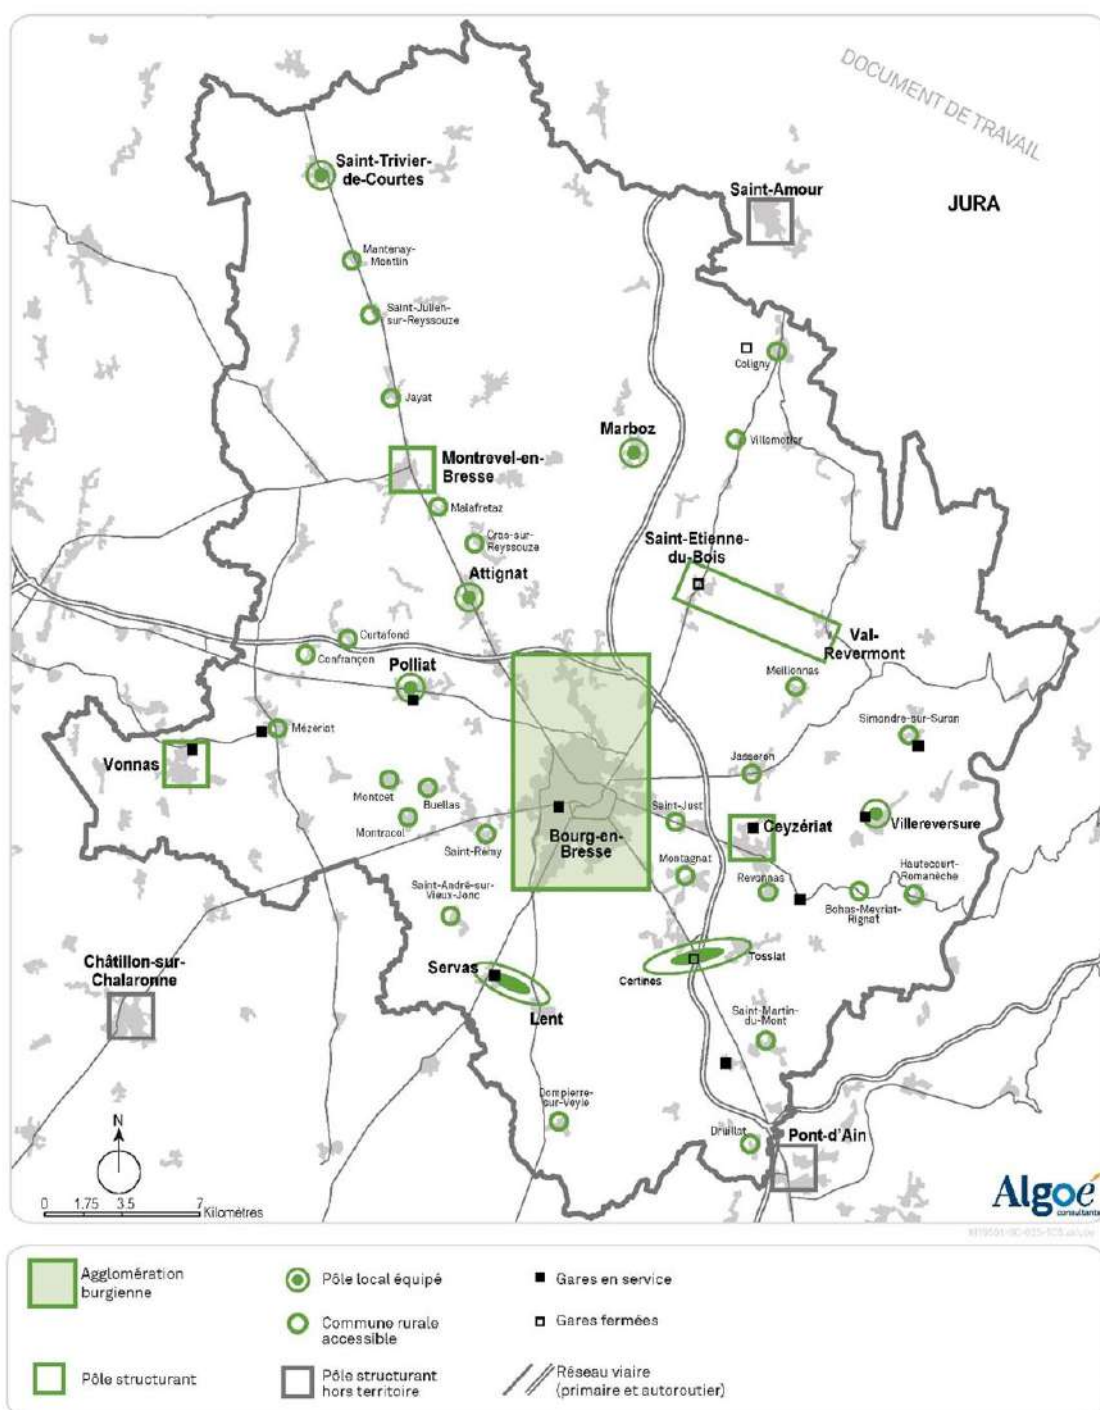 DOCUMENT DE TRAVAIL
Saint-Trivier-
de-Courtes
Saint-Amour
JURA
Mantenay-
Montlin
Saint-Julien-
sur-Reyssouze
Coligny
Jayat
Marboz
Villemotier
Montrevel-en-
Bresse
Malafretaz
Cras-sur-
Reyssouze
Saint-Etienne-
du-Bois
Attignat
Curtafond
Confrançon
Val-
Revermont
Polliat
Meillonnas
Mézériat
Simandre-sur-Suran
Vonnas
Jasseron
Montcet
Buellas
Saint-Just
Ceyzériat
Villereversure
Montracol
Saint-Rémy
Bourg-en-
Bresse
Montagnat
Revonnas
Hautecourt-
Romanèche
Saint-André-sur-
Vieux-Jonc
Bohas-Meyriat-
Rignat
Châtillon-sur-
Chalaronne
Servas
Tossiat
Certines
Lent
Saint-Martin-
du-Mont
Dompierre-
sur-Veyle
Druillat
Pont-d'Ain
N
0 1.75 3.5 7
Kilomètres
Algoé
consultants
Agglomération
burgienne
Pôle structurant
Pôle local équipé
Commune rurale
accessible
Pôle structurant
hors territoire
Gares en service
Gares fermées
Réseau viaire
(primaire et autoroutier)